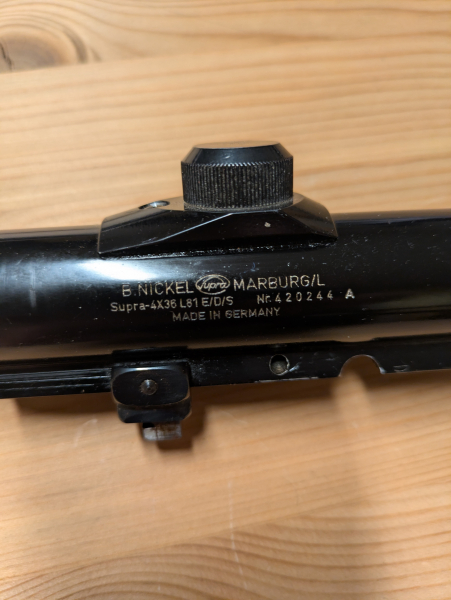 B. NICKEL Supra MARBURG/L
Supra-4X36 L81 E/D/S Nr. 420244 A
MADE IN GERMANY